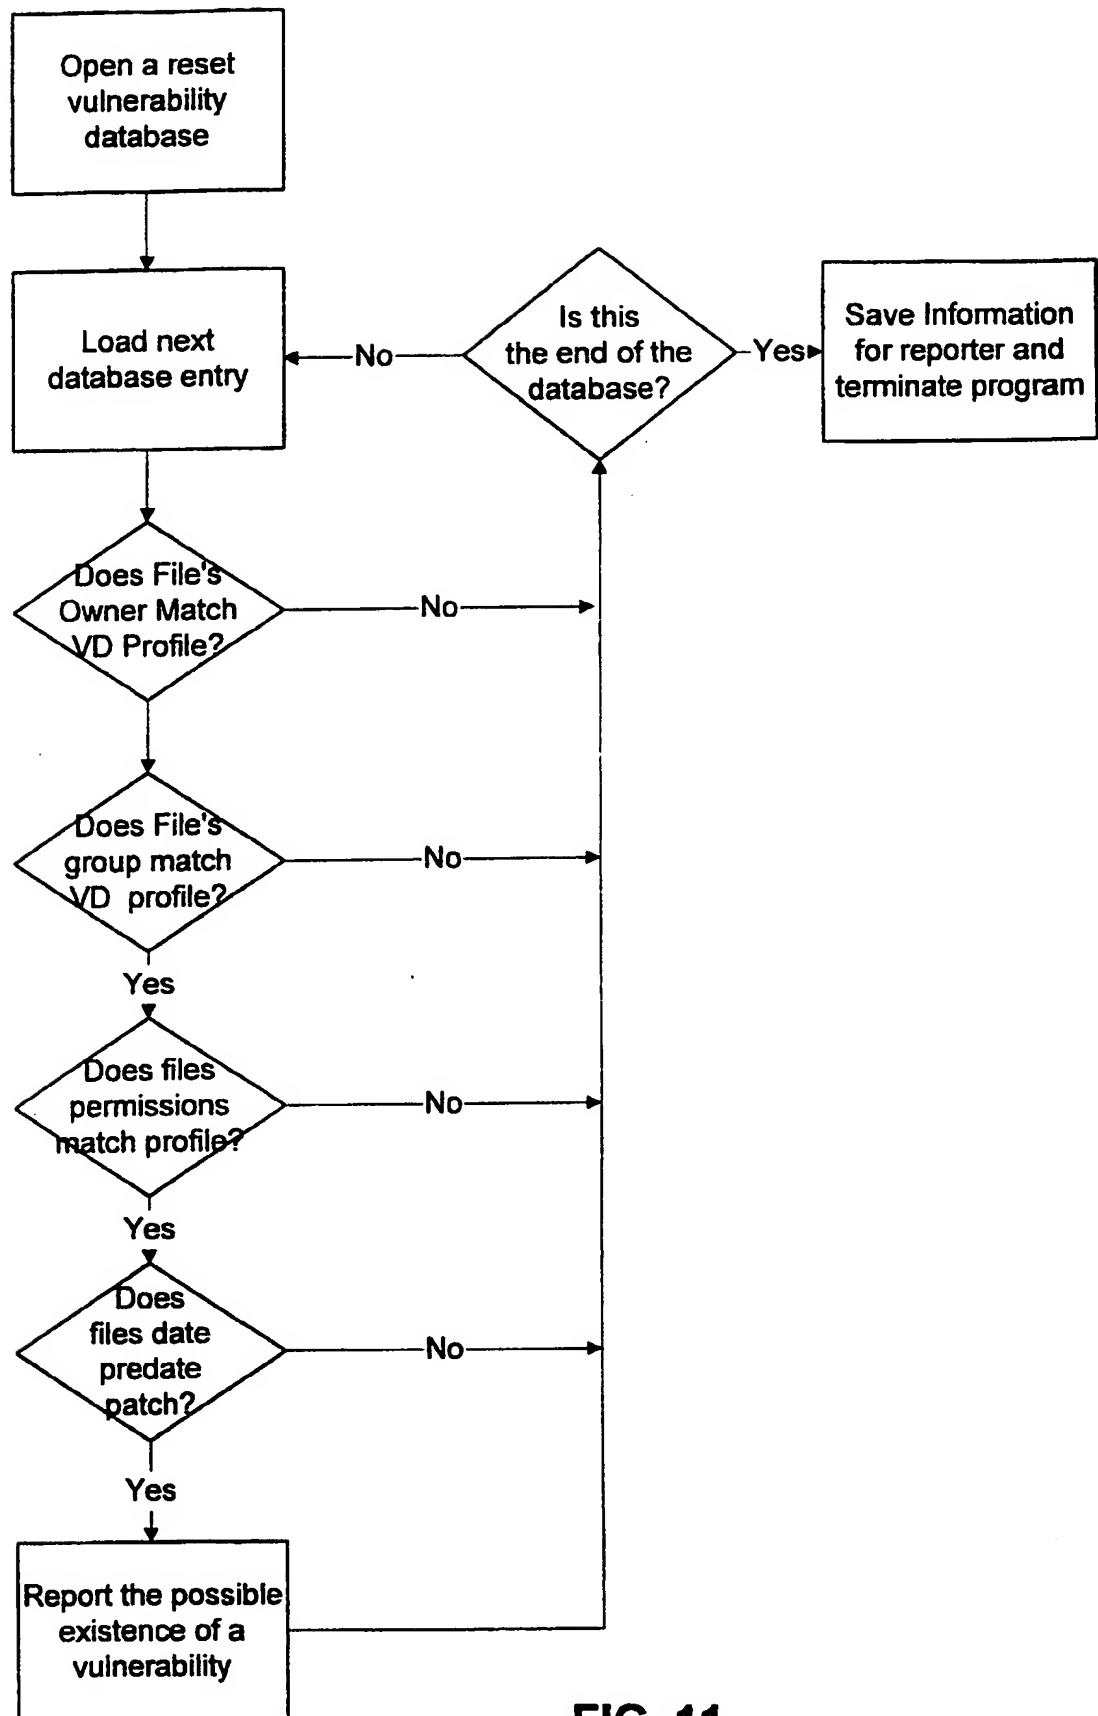 Open a reset
vulnerability
database
Load next
database entry
No
Is this
the end of the
database?
Yes
Save Information
for reporter and
terminate program
Does File's
Owner Match
VD Profile?
No
Does File's
group match
VD profile?
No
Yes
Does files
permissions
match profile?
No
Yes
Does
files date
predate
patch?
No
Yes
Report the possible
existence of a
vulnerability
FIG. 11